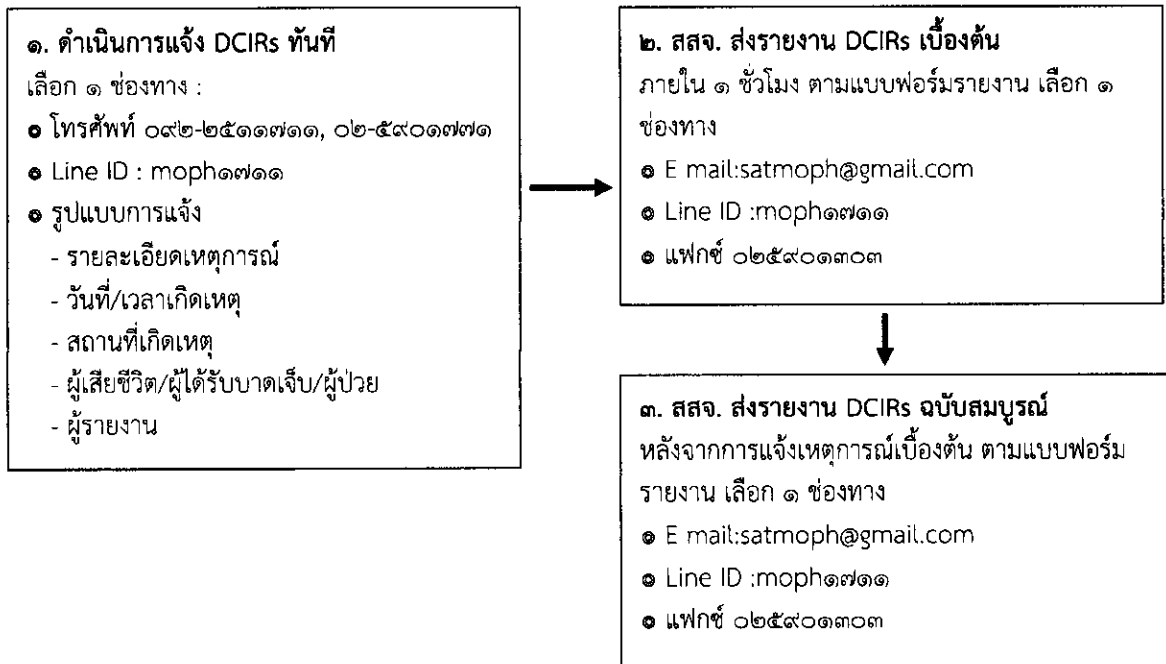 ๑. ดำเนินการแจ้ง DCIRs ทันที
เลือก ๑ ช่องทาง :
โทรศัพท์ ๐๙๒-๒๕๑๑๗๑๑, ๐๒-๕๙๐๑๗๗๑
Line ID : moph๑๗๑๑
รูปแบบการแจ้ง
- รายละเอียดเหตุการณ์
- วันที่/เวลาเกิดเหตุ
- สถานที่เกิดเหตุ
- ผู้เสียชีวิต/ผู้ได้รับบาดเจ็บ/ผู้ป่วย
- ผู้รายงาน
๒. สสจ. ส่งรายงาน DCIRs เบื้องต้น
ภายใน ๑ ชั่วโมง ตามแบบฟอร์มรายงาน เลือก ๑
ช่องทาง
E mail:satmoph@gmail.com
Line ID :moph๑๗๑๑
แฟกซ์ ๐๒๕๙๐๑๓๐๓
๓. สสจ. ส่งรายงาน DCIRs ฉบับสมบูรณ์
หลังจากการแจ้งเหตุการณ์เบื้องต้น ตามแบบฟอร์ม
รายงาน เลือก ๑ ช่องทาง
E mail:satmoph@gmail.com
Line ID :moph๑๗๑๑
แฟกซ์ ๐๒๕๙๐๑๓๐๓